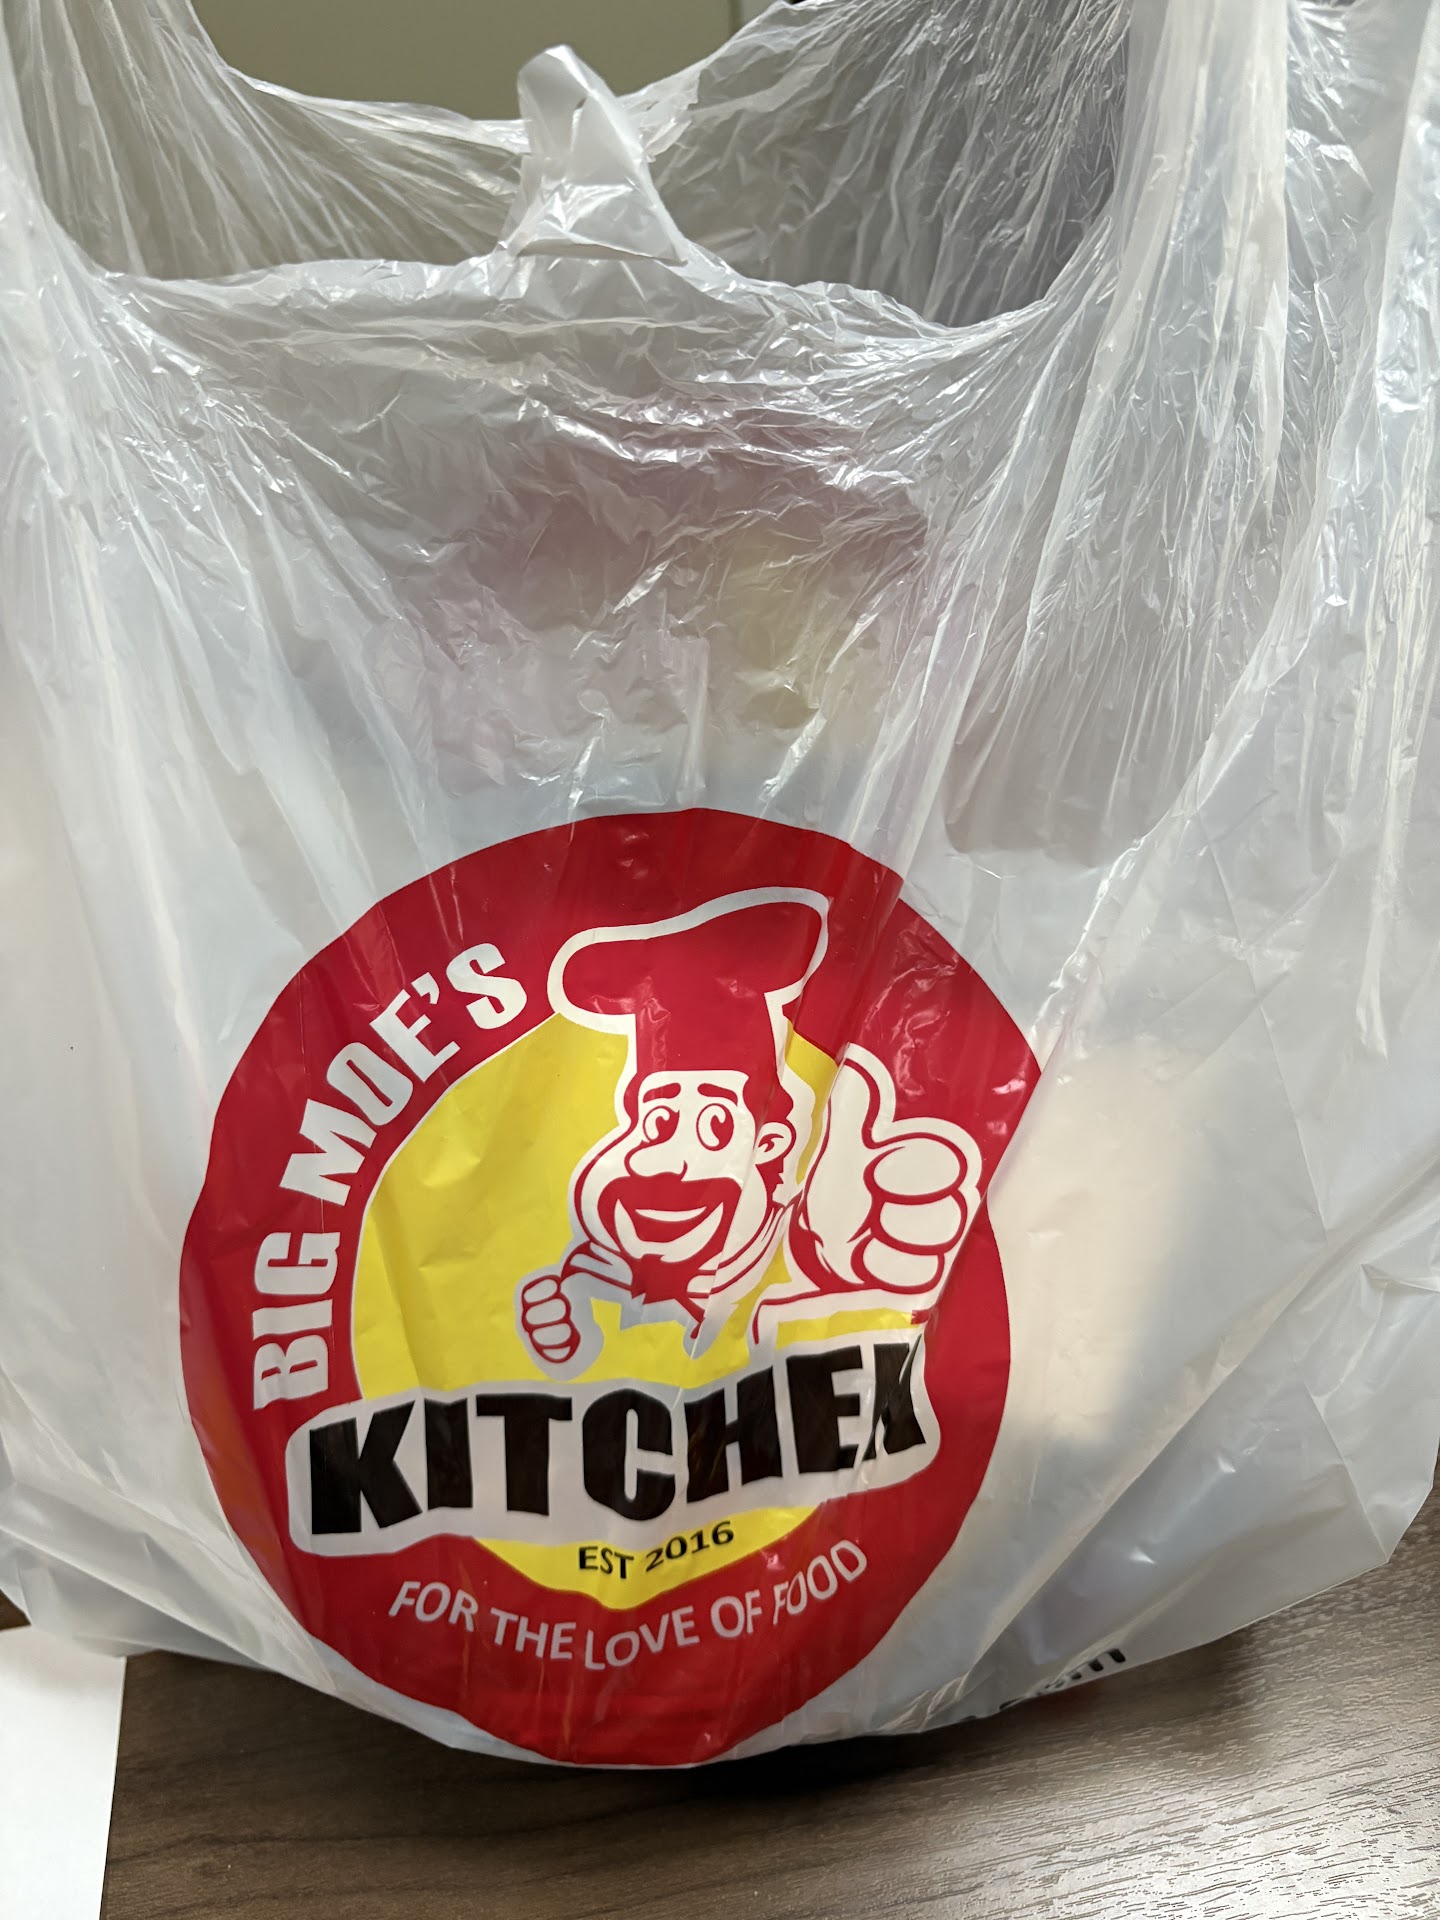 BIG MOE'S
KITCHEN
EST 2016
FOR THE LOVE OF FOOD